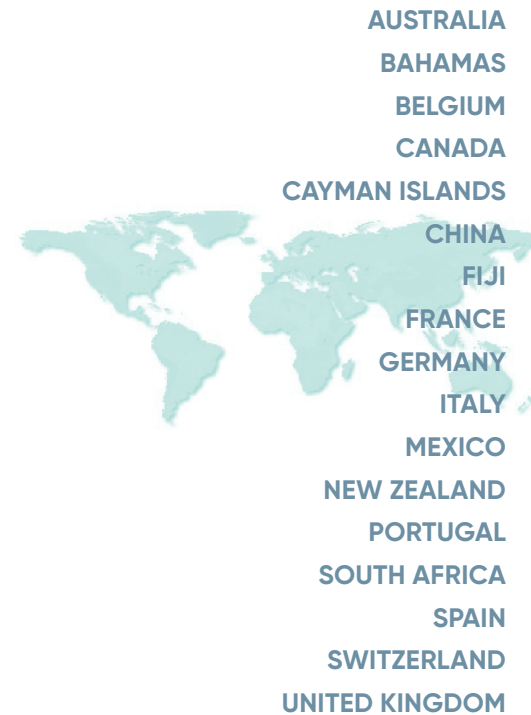 AUSTRALIA
BAHAMAS
BELGIUM
CANADA
CAYMAN ISLANDS
CHINA
FIJI
FRANCE
GERMANY
ITALY
MEXICO
NEW ZEALAND
PORTUGAL
SOUTH AFRICA
SPAIN
SWITZERLAND
UNITED KINGDOM